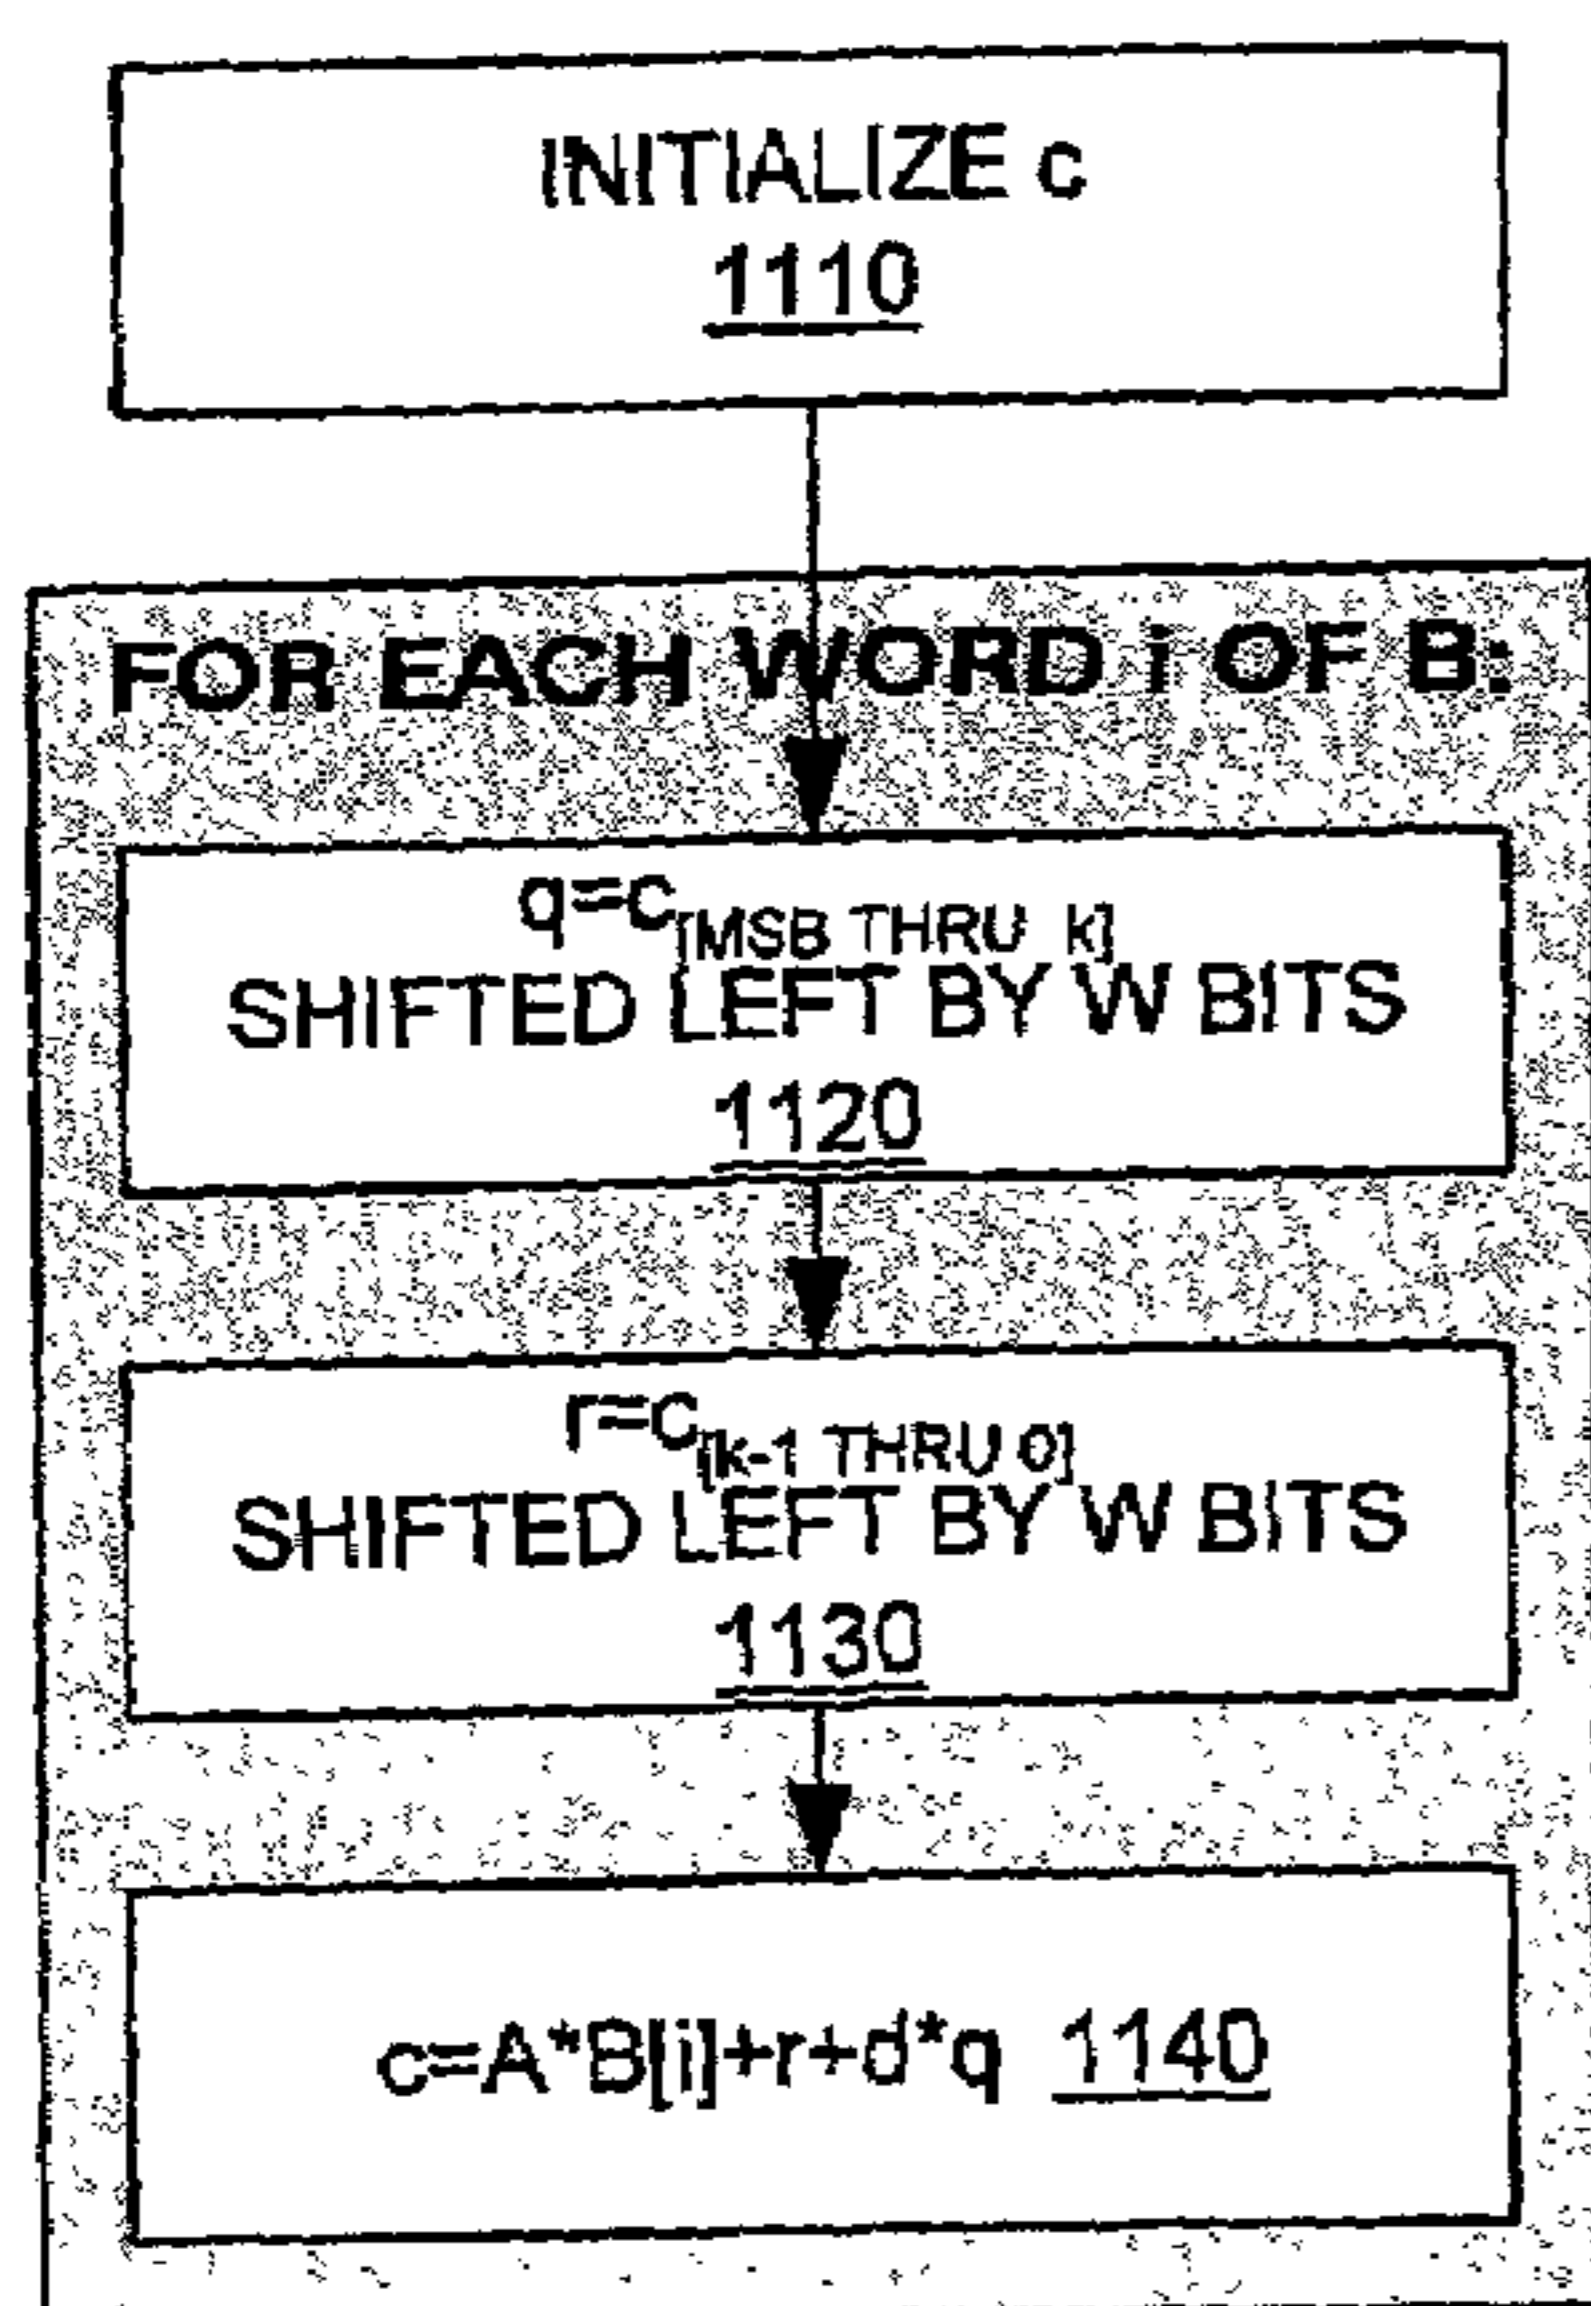 INITIALIZE c
1110
FOR EACH WORD i OF B:
q=c[MSB THRU k]
SHIFTED LEFT BY W BITS
1120
r=c[k-1 THRU 0]
SHIFTED LEFT BY W BITS
1130
c=A*B[i]+r+d*q 1140